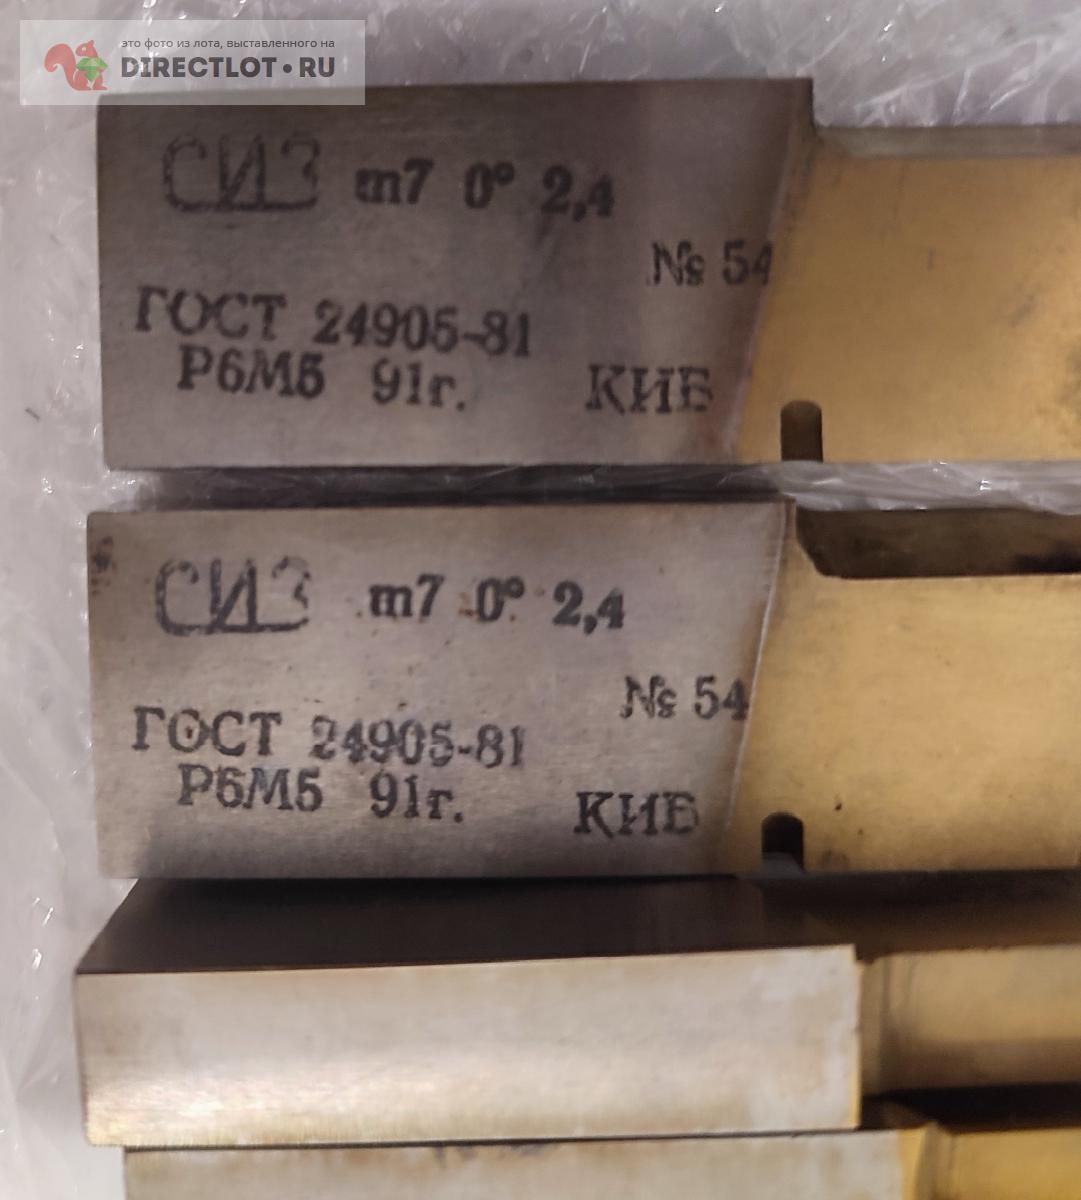 это фото из лота, выставленного на
DIRECTLOT•RU
СИЗ m7 0° 2,4
№ 54
ГОСТ 24905-81
Р6М5 91г. КИБ
СИЗ m7 0° 2,4
№ 54
ГОСТ 24905-81
Р6М5 91г. КИБ